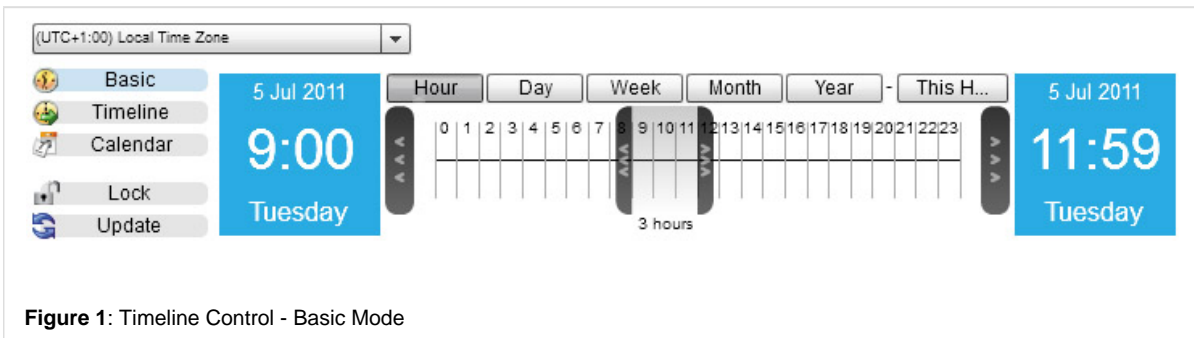 (UTC+1:00) Local Time Zone
Basic
Timeline
Calendar
Lock
Update
5 Jul 2011
9:00
Tuesday
Hour Day Week Month Year - This H...
0 1 2 3 4 5 6 7 8 9 10 11 12 13 14 15 16 17 18 19 20 21 22 23
3 hours
5 Jul 2011
11:59
Tuesday
Figure 1: Timeline Control - Basic Mode